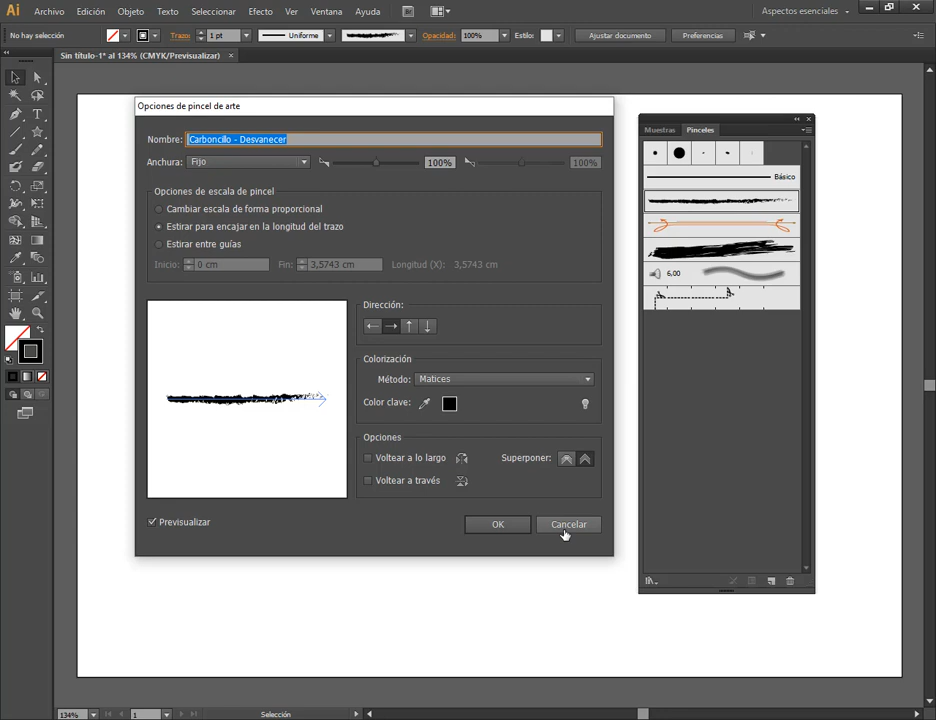 Ai Archivo Edición Objeto Texto Seleccionar Efecto Ver Ventana Ayuda Br Aspectos esenciales
No hay selección Trazo: 1 pt Uniforme Opacidad: 100% Estilo: Ajustar documento Preferencias
Sin título-1* al 134% (CMYK/Previsualizar)
Opciones de pincel de arte
Nombre: Carboncillo - Desvanecer
Anchura: Fijo 100% 100%
Opciones de escala de pincel
Cambiar escala de forma proporcional
Estirar para encajar en la longitud del trazo
Estirar entre guías
Inicio: 0 cm Fin: 3,5743 cm Longitud (X): 3,5743 cm
Dirección:
Colorización
Método: Matices
Color clave:
Opciones
Voltear a lo largo Superponer:
Voltear a través
Previsualizar
OK Cancelar
Muestras Pinceles
Básico
6,00
134% 1 Selección